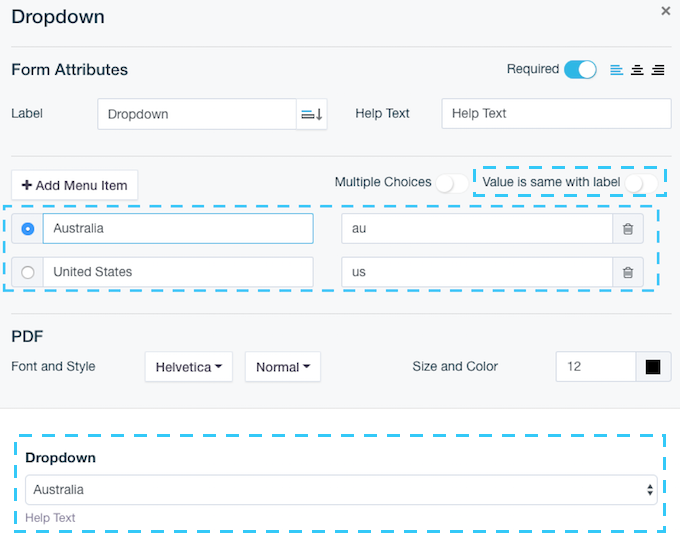 Dropdown ×
Form Attributes Required
Label Dropdown Help Text Help Text
+ Add Menu Item Multiple Choices Value is same with label
Australia au
United States us
PDF
Font and Style Helvetica Normal Size and Color 12
Dropdown
Australia
Help Text